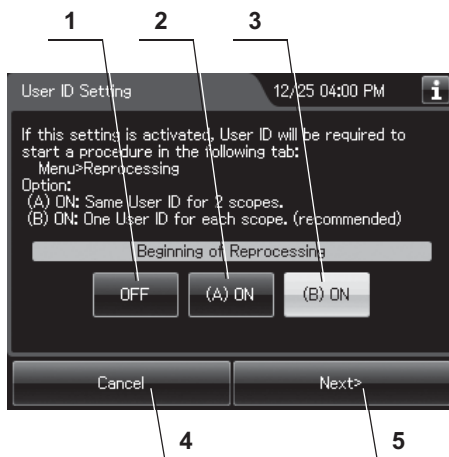 1 2 3
User ID Setting 12/25 04:00 PM i
If this setting is activated, User ID will be required to
start a procedure in the following tab:
Menu>Reprocessing
Option:
(A) ON: Same User ID for 2 scopes.
(B) ON: One User ID for each scope. (recommended)
Beginning of Reprocessing
OFF (A) ON (B) ON
Cancel Next>
4 5